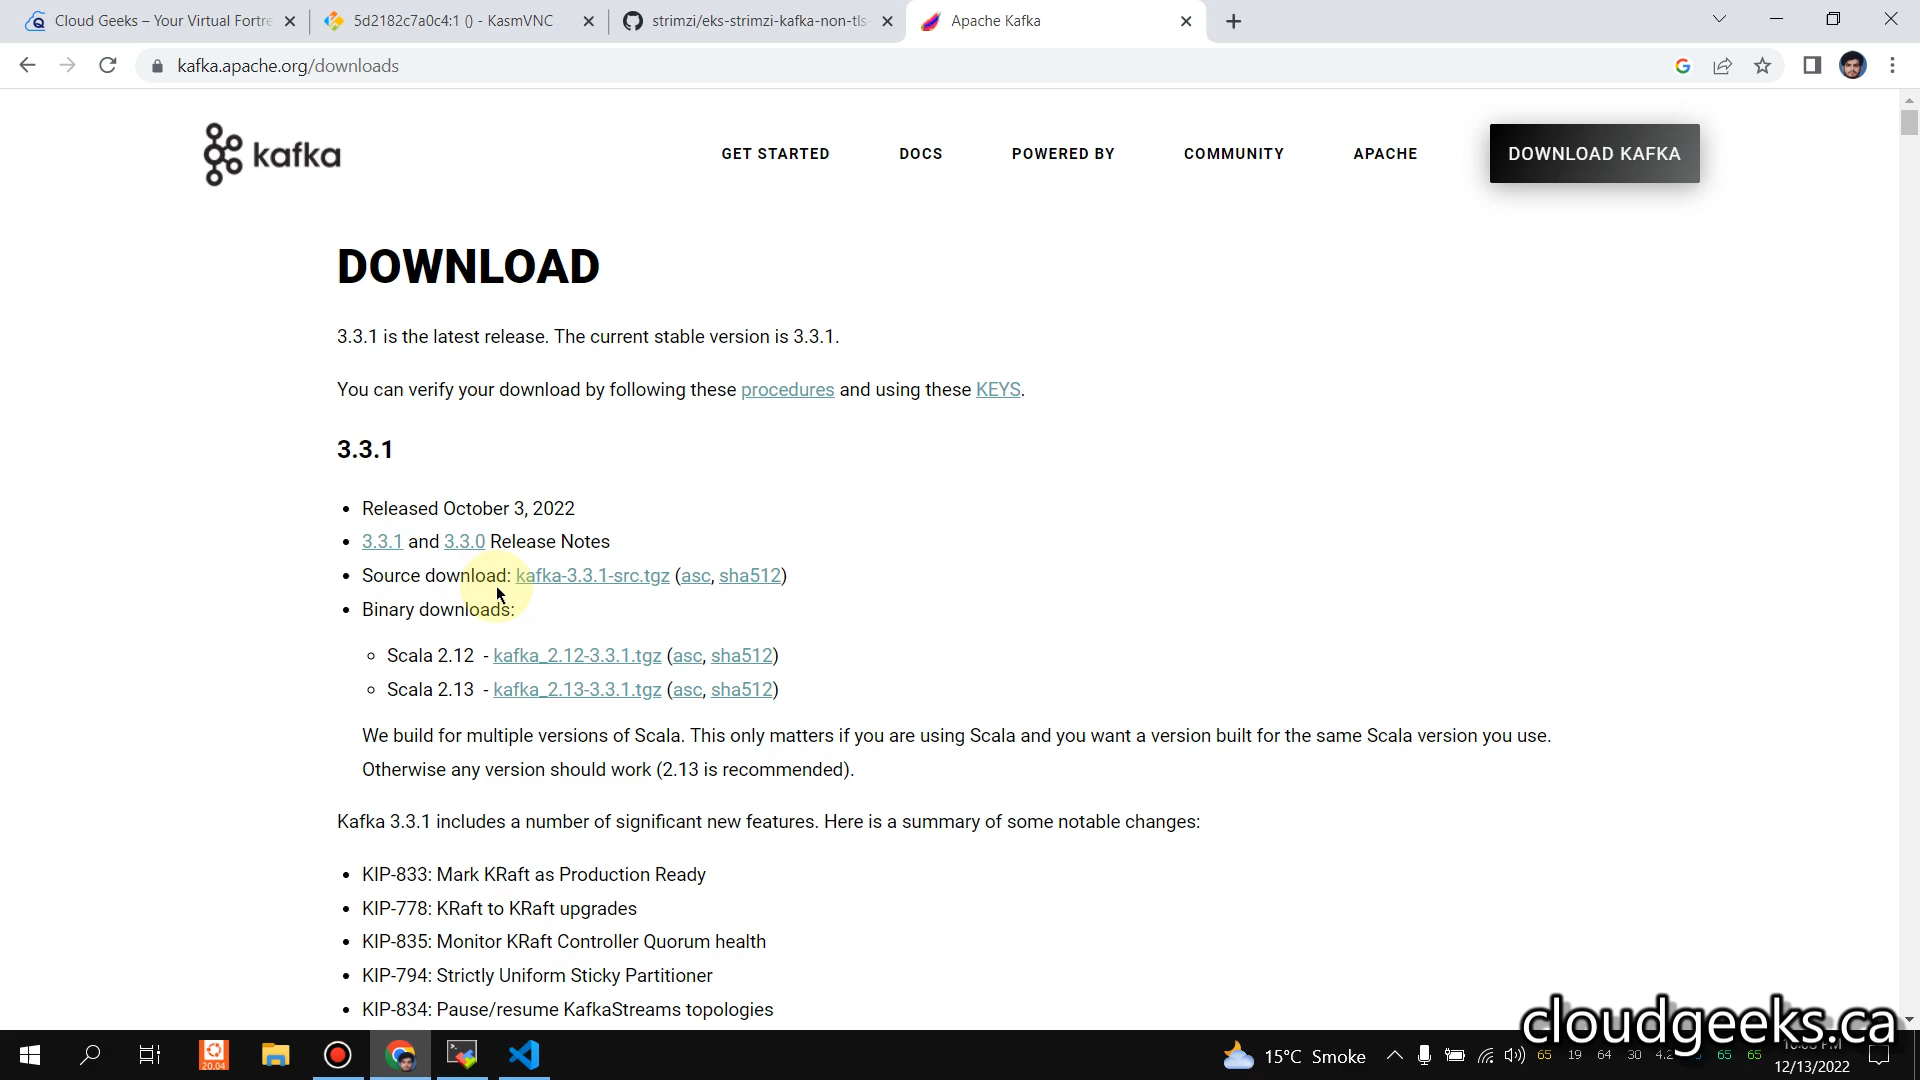 Cloud Geeks – Your Virtual Fortre
5d2182c7a0c4:1 () - KasmVNC
strimzi/eks-strimzi-kafka-non-tls-
Apache Kafka
kafka.apache.org/downloads
kafka
GET STARTED
DOCS
POWERED BY
COMMUNITY
APACHE
DOWNLOAD KAFKA
DOWNLOAD
3.3.1 is the latest release. The current stable version is 3.3.1.
You can verify your download by following these procedures and using these KEYS.
3.3.1
Released October 3, 2022
3.3.1 and 3.3.0 Release Notes
Source download: kafka-3.3.1-src.tgz (asc, sha512)
Binary downloads:
Scala 2.12 - kafka_2.12-3.3.1.tgz (asc, sha512)
Scala 2.13 - kafka_2.13-3.3.1.tgz (asc, sha512)
We build for multiple versions of Scala. This only matters if you are using Scala and you want a version built for the same Scala version you use.
Otherwise any version should work (2.13 is recommended).
Kafka 3.3.1 includes a number of significant new features. Here is a summary of some notable changes:
KIP-833: Mark KRaft as Production Ready
KIP-778: KRaft to KRaft upgrades
KIP-835: Monitor KRaft Controller Quorum health
KIP-794: Strictly Uniform Sticky Partitioner
KIP-834: Pause/resume KafkaStreams topologies
cloudgeeks.ca
20.04
15°C Smoke
65 19 64 30 4.2 65 65
12/13/2022